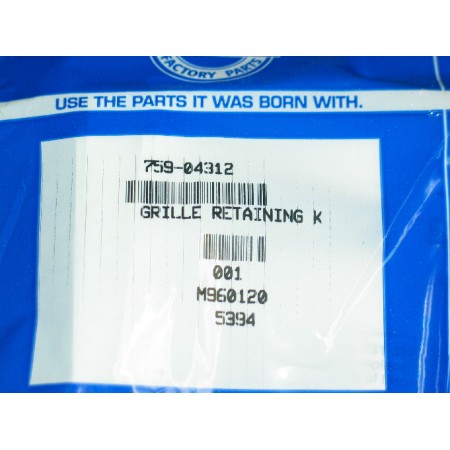 FACTORY PARTS
USE THE PARTS IT WAS BORN WITH.
759-04312
GRILLE RETAINING K
001
M960120
5394